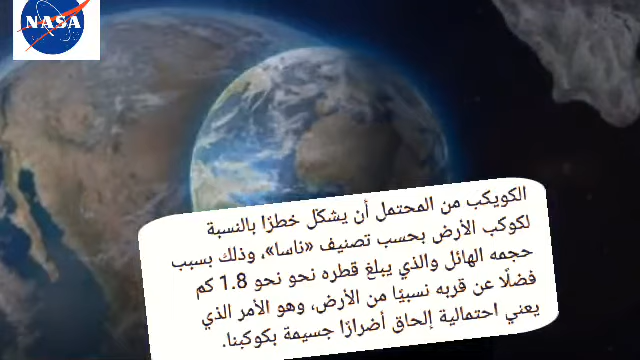 NASA
الكويكب من المحتمل أن يشكّل خطرًا بالنسبة
لكوكب الأرض بحسب تصنيف «ناسا»، وذلك بسبب
حجمه الهائل والذي يبلغ قطره نحو نحو 1.8 كم
فضلًا عن قربه نسبيًا من الأرض، وهو الأمر الذي
يعني احتمالية إلحاق أضرارًا جسيمة بكوكبنا.